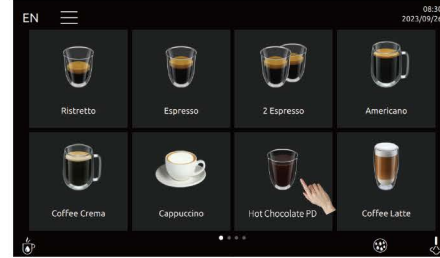 EN
08:30
2023/09/26
Ristretto
Espresso
2 Espresso
Americano
Coffee Crema
Cappuccino
Hot Chocolate PD
Coffee Latte